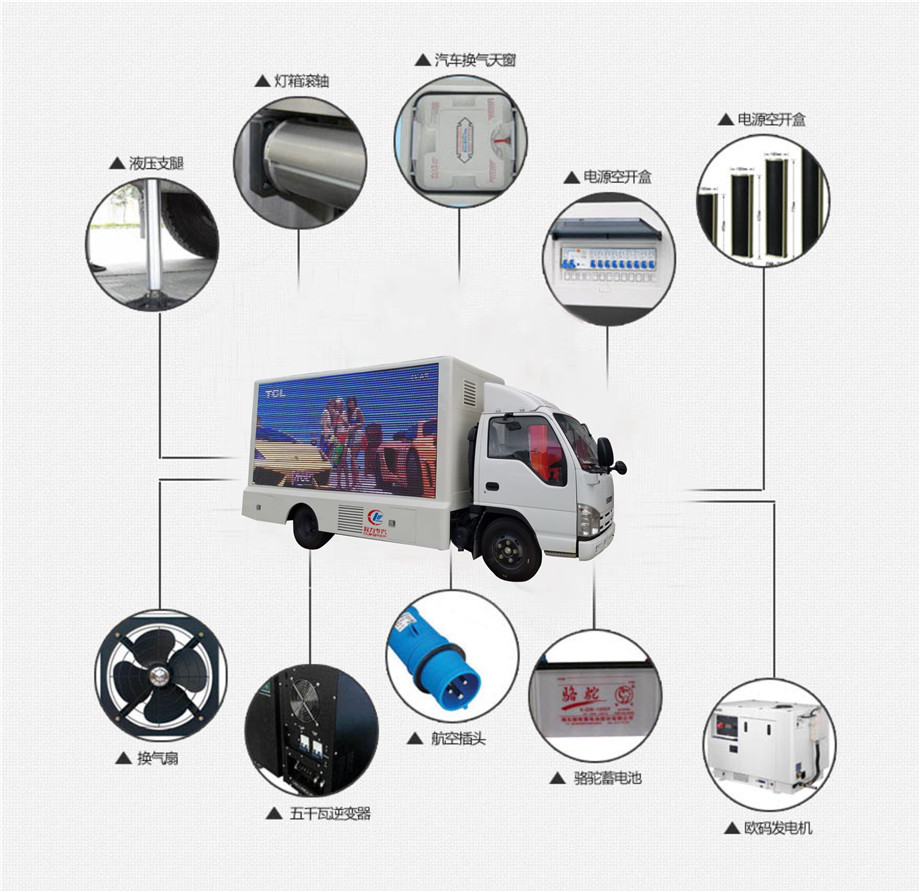 ▲ 汽车换气天窗
▲ 灯箱滚轴
▲ 电源空开盒
▲ 液压支腿
▲ 电源空开盒
TCL
TCL
骆驼
▲ 航空插头
▲ 换气扇
▲ 骆驼蓄电池
▲ 五千瓦逆变器
▲ 欧码发电机